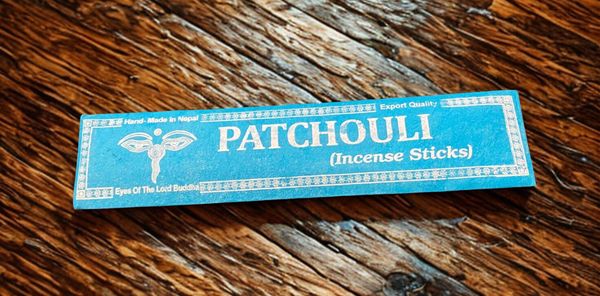 Hand- Made in Nepal
Export Quality
PATCHOULI
(Incense Sticks)
Eyes Of The Lord Buddha